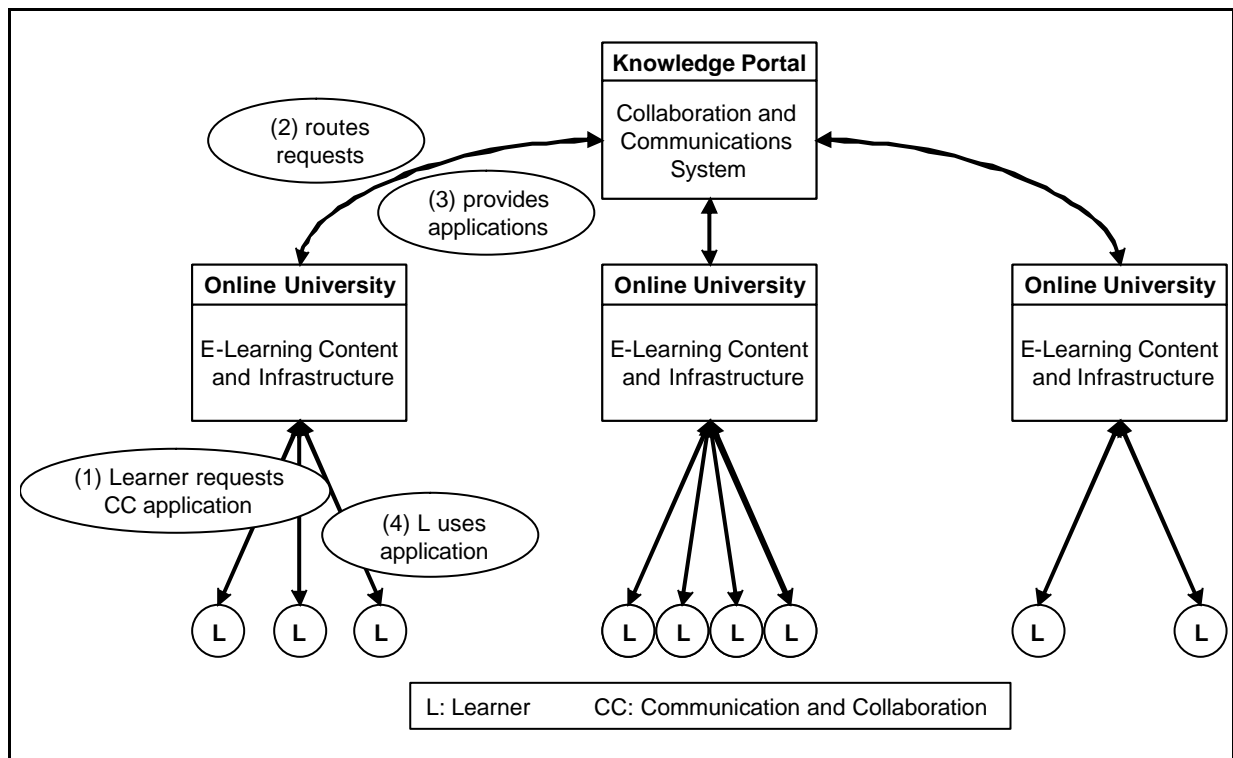 Knowledge Portal
Collaboration and
Communications
System
(2) routes
requests
(3) provides
applications
Online University
E-Learning Content
and Infrastructure
Online University
E-Learning Content
and Infrastructure
Online University
E-Learning Content
and Infrastructure
(1) Learner requests
CC application
(4) L uses
application
L
L
L
L
L
L
L
L
L
L: Learner CC: Communication and Collaboration